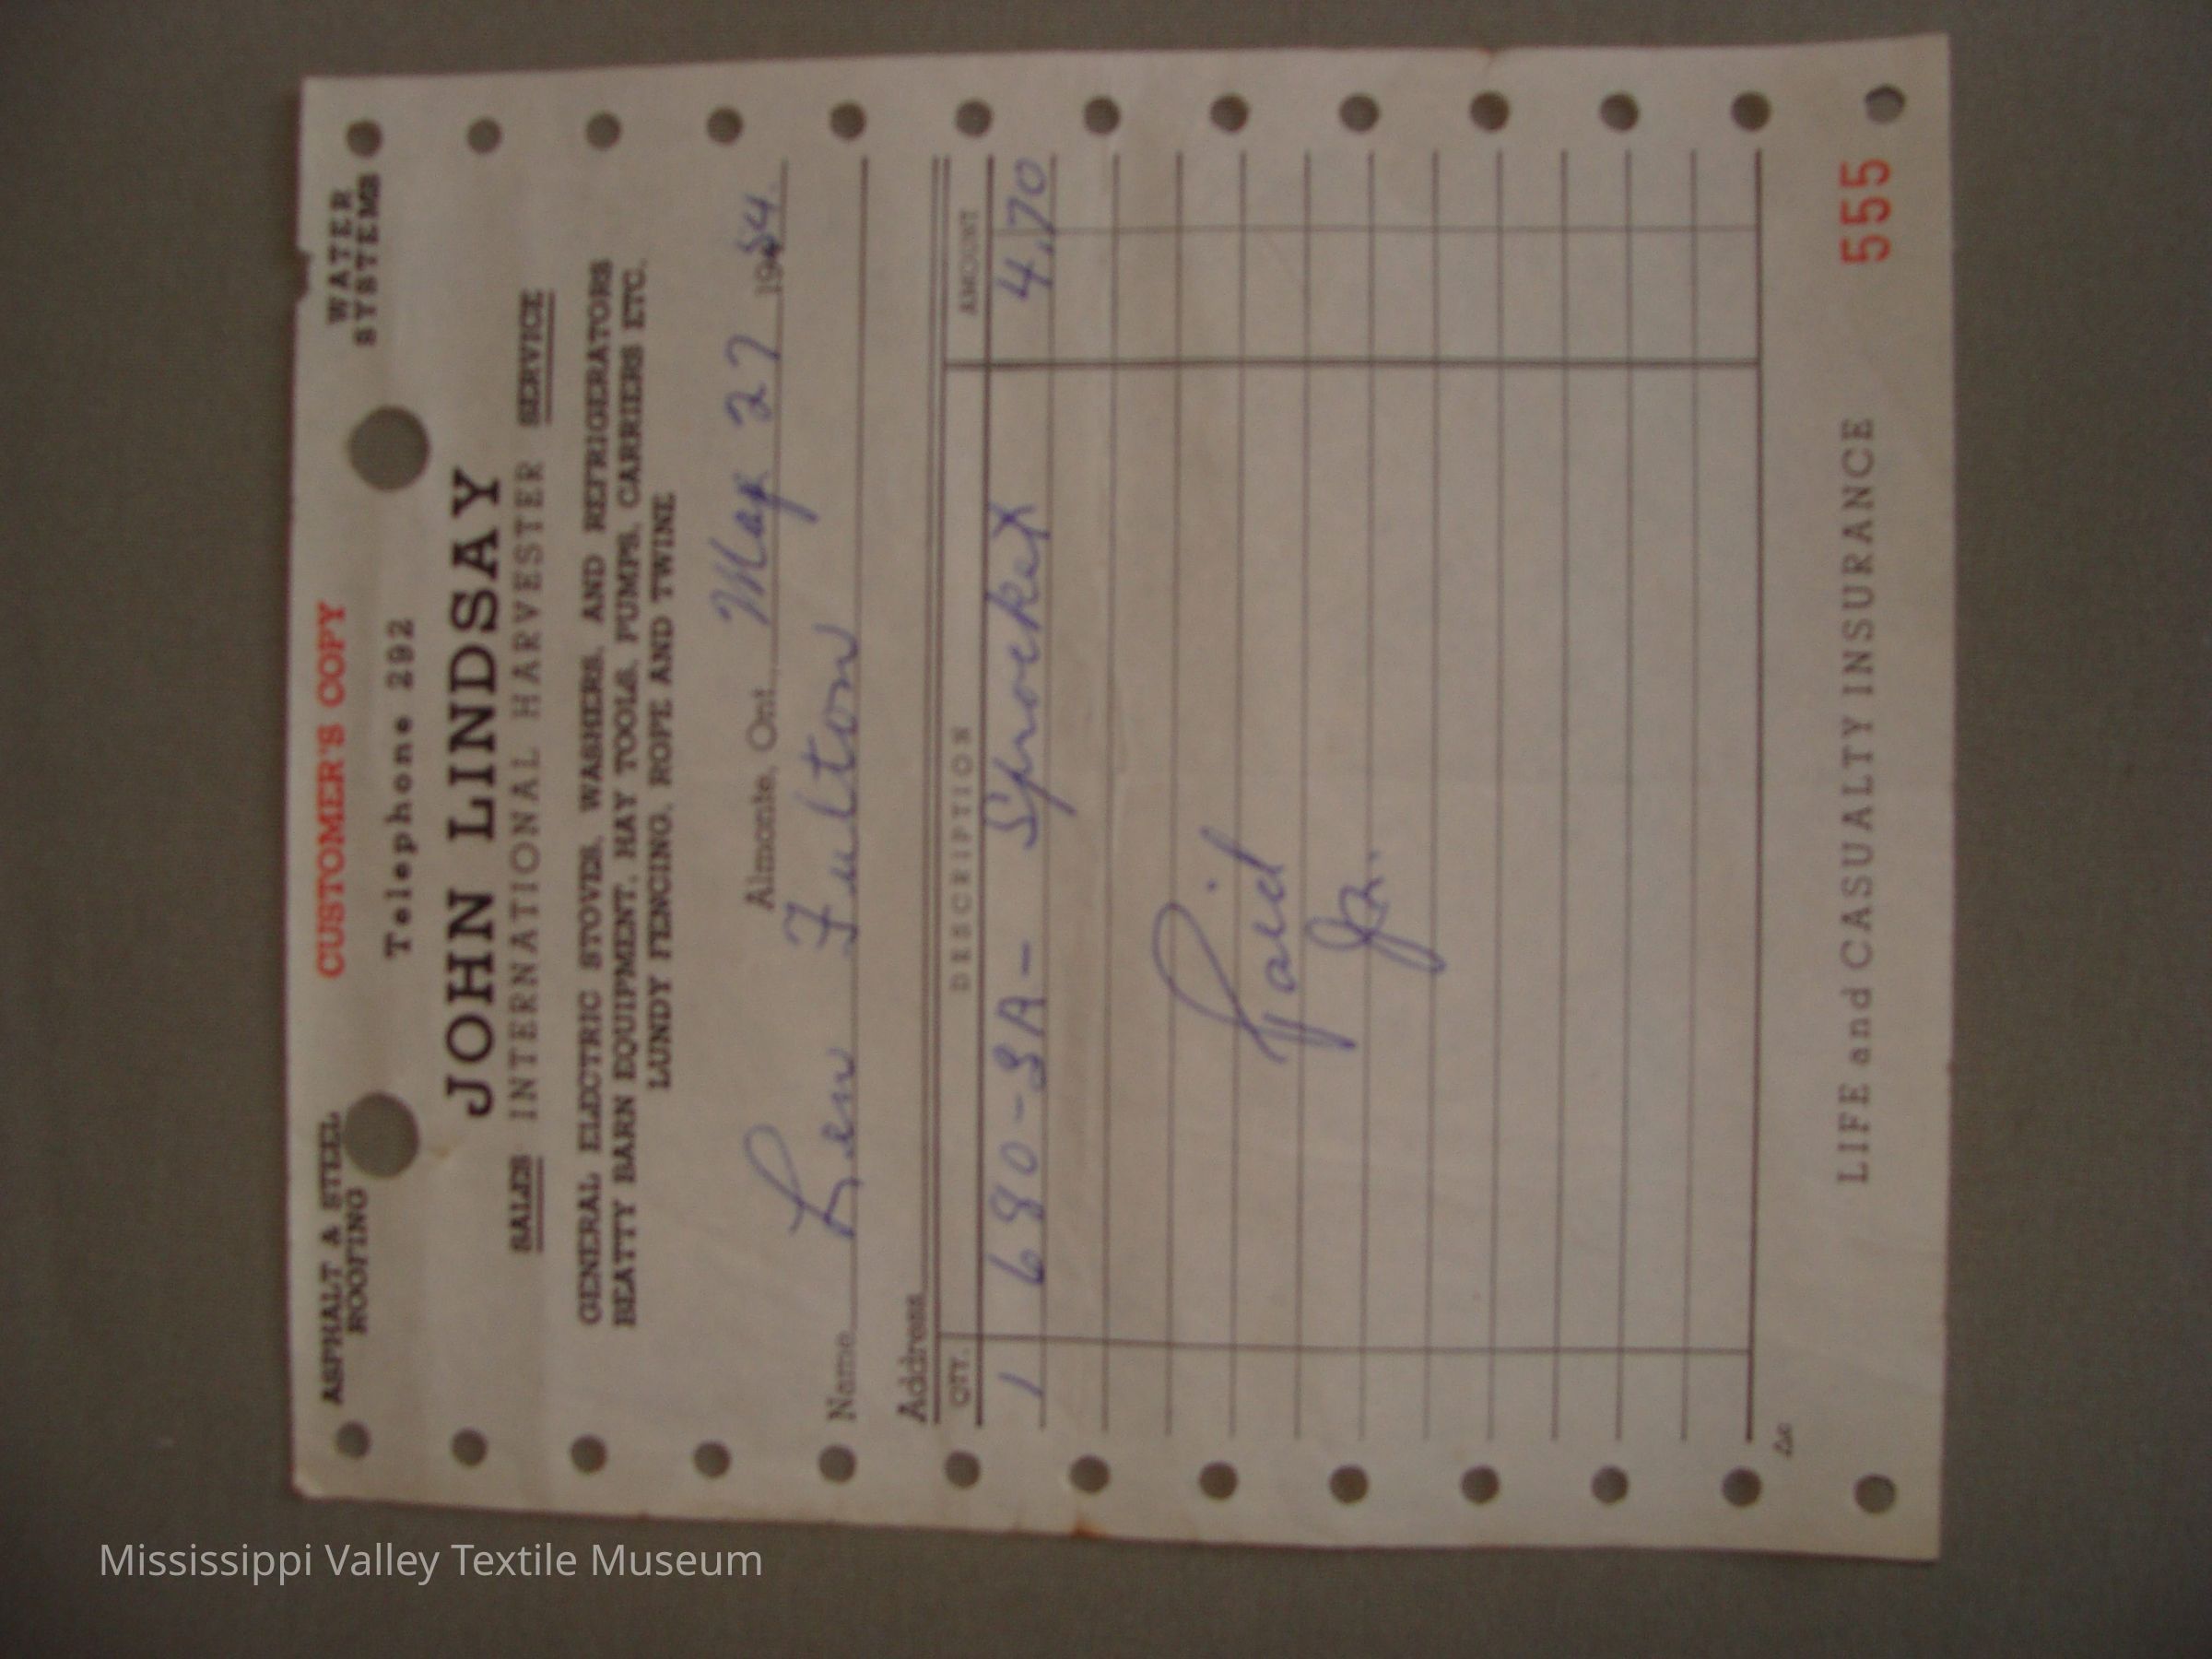 CUSTOMER'S COPY
ASPHALT & STEEL
ROOFING
WATER
SYSTEMS
Telephone 292
JOHN LINDSAY
SALES INTERNATIONAL HARVESTER SERVICE
GENERAL ELECTRIC STOVES, WASHERS, AND REFRIGERATORS
BEATTY BARN EQUIPMENT, HAY TOOLS, PUMPS, CARRIERS ETC.
LUNDY FENCING, ROPE AND TWINE
Almonte, Ont. May 27 1954
Name Lew Fulton
Address
QTY. DESCRIPTION AMOUNT
1 680-SA- Sprocket 4.70
Paid
LIFE and CASUALTY INSURANCE 555
Mississippi Valley Textile Museum